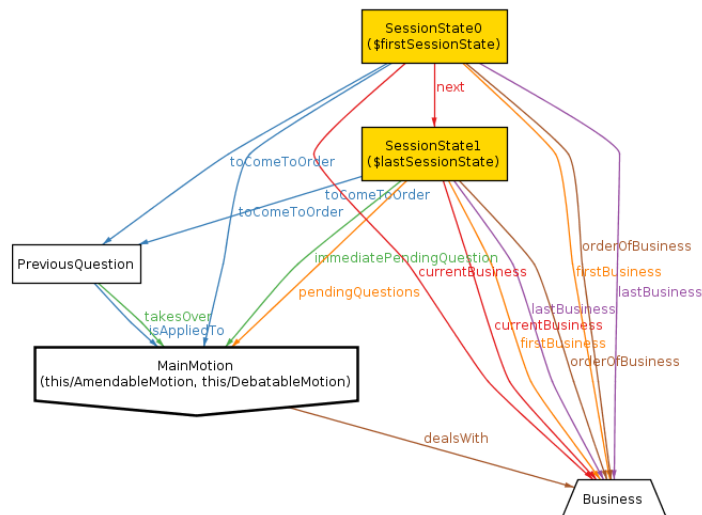 SessionState0
($firstSessionState)
next
SessionState1
($lastSessionState)
toComeToOrder
toComeToOrder
orderOfBusiness
PreviousQuestion
immediatePendingQuestion
currentBusiness
firstBusiness
pendingQuestions
lastBusiness
takesOver
lastBusiness
isAppliedTo
currentBusiness
firstBusiness
MainMotion
orderOfBusiness
(this/AmendableMotion, this/DebatableMotion)
dealsWith
Business